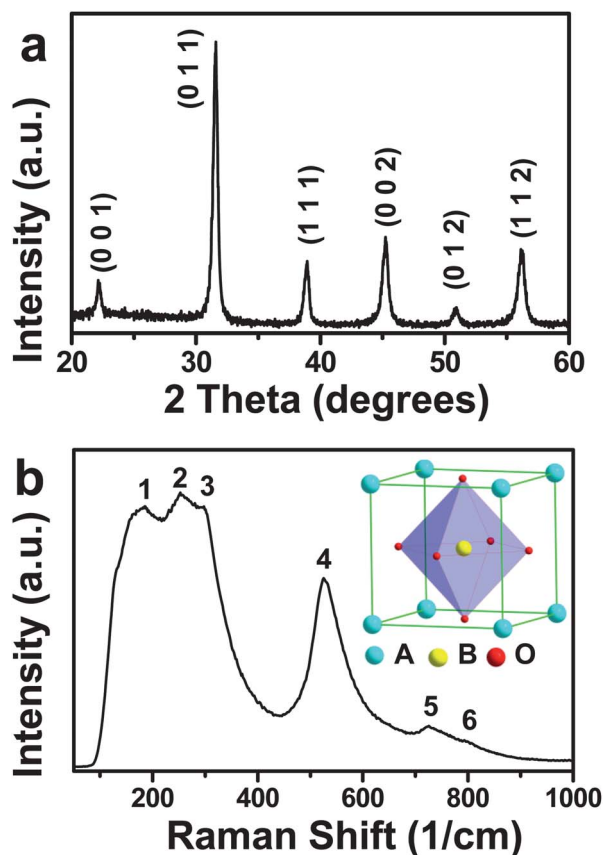 a
Intensity (a.u.)
(0 0 1)
(0 1 1)
(1 1 1)
(0 0 2)
(0 1 2)
(1 1 2)
20 30 40 50 60
2 Theta (degrees)
b
Intensity (a.u.)
1 2 3
4
5 6
A B O
200 400 600 800 1000
Raman Shift (1/cm)